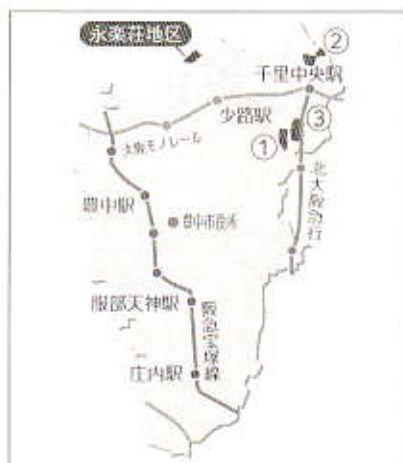 永楽荘地区
②
千里中央駅
少路駅
③
①
大阪モノレール
北大阪急行
豊中駅
豊中市役所
服部天神駅
阪急宝塚線
庄内駅